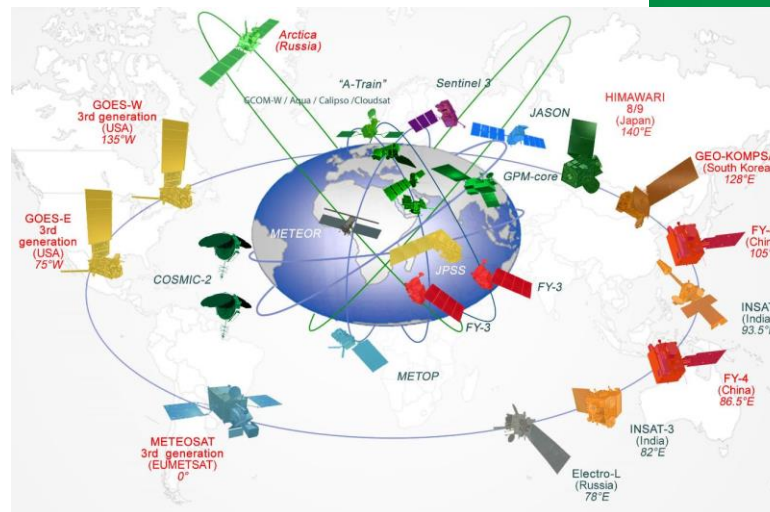 Arctica
(Russia)
"A-Train"
GCOM-W / Aqua / Calipso /Cloudsat
Sentinel 3
JASON
HIMAWARI
8/9
(Japan)
140°E
GOES-W
3rd generation
(USA)
135°W
GPM-core
GEO-KOMPSA
(South Korea)
128°E
GOES-E
3rd
generation
(USA)
75°W
METEOR
JPSS
COSMIC-2
FY-3
FY-3
METOP
FY-
(Chin
105°
INSAT
(India)
93.5°E
FY-4
(China)
86.5°E
INSAT-3
(India)
82°E
Electro-L
(Russia)
78°E
METEOSAT
3rd generation
(EUMETSAT)
0°